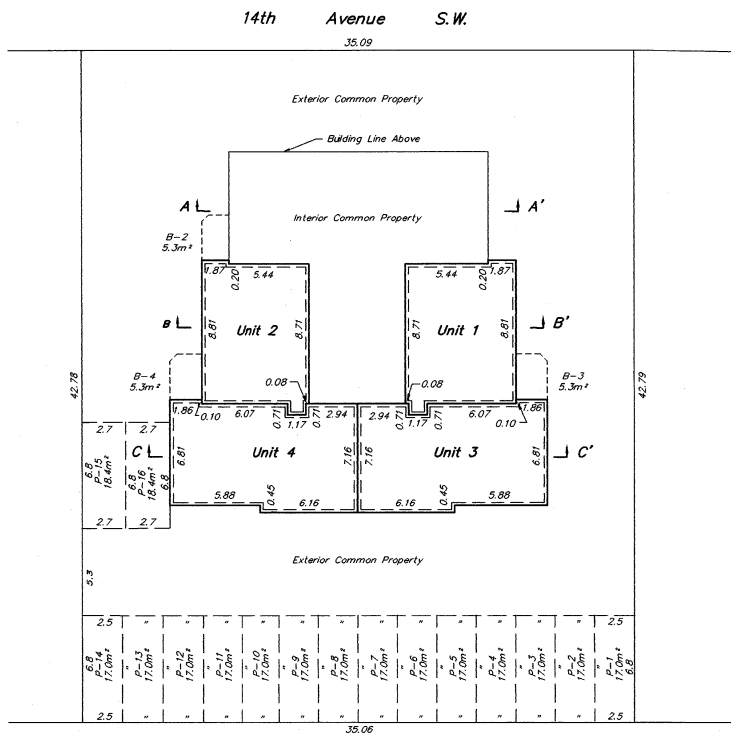 14th Avenue S.W.
35.09
Exterior Common Property
Building Line Above
A A'
Interior Common Property
B-2
5.3m²
1.87 0.20 5.44 5.44 0.20 1.87
B B'
8.81 Unit 2 8.71 8.71 Unit 1 8.81
42.78 42.79
B-4
5.3m²
B-3
5.3m²
0.08 0.08
1.86 0.10 6.07 0.71 1.17 0.71 2.94 2.94 0.71 1.17 0.71 6.07 0.10 1.86
2.7 2.7
C C'
6.8 P-15 18.4m² 6.8 P-16 18.4m² 6.8
6.81 Unit 4 7.16 7.16 Unit 3 6.81
5.88 0.45 6.16 6.16 0.45 5.88
2.7 2.7
Exterior Common Property
5.3
2.5 " " " " " " " " " " " " 2.5
6.8 P-14 17.0m²
" P-13 17.0m²
" P-12 17.0m²
" P-11 17.0m²
" P-10 17.0m²
" P-9 17.0m²
" P-8 17.0m²
" P-7 17.0m²
" P-6 17.0m²
" P-5 17.0m²
" P-4 17.0m²
" P-3 17.0m²
" P-2 17.0m²
" P-1 17.0m² 6.8
2.5 " " " " " " " " " " " " 2.5
35.06